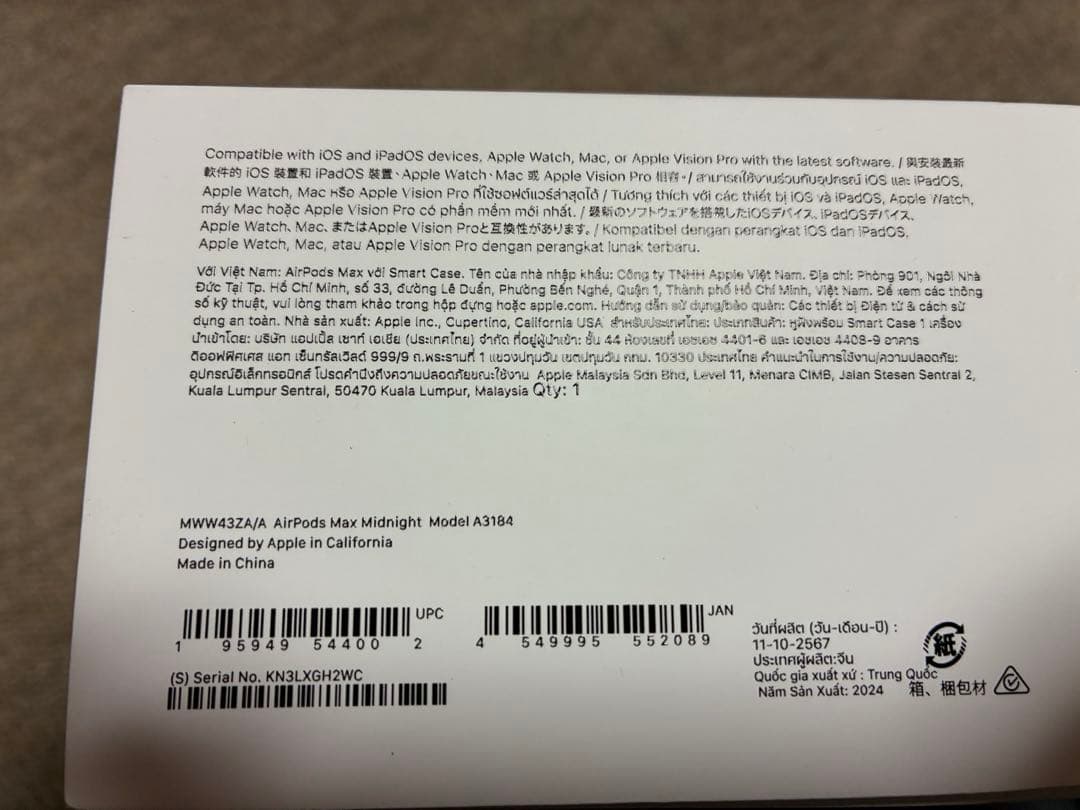 Compatible with iOS and iPadOS devices, Apple Watch, Mac, or Apple Vision Pro with the latest software. / 與安裝最新
軟件的 iOS 裝置和 iPadOS 裝置、Apple Watch、Mac 或 Apple Vision Pro 相容。/ สามารถใช้งานร่วมกับอุปกรณ์ iOS และ iPadOS,
Apple Watch, Mac หรือ Apple Vision Pro ที่ใช้ซอฟต์แวร์ล่าสุดได้ / Tương thích với các thiết bị iOS và iPadOS, Apple Watch,
máy Mac hoặc Apple Vision Pro có phần mềm mới nhất. / 最新のソフトウェアを搭載したiOSデバイス、iPadOSデバイス、
Apple Watch、Mac、またはApple Vision Proと互換性があります。/ Kompatibel dengan perangkat iOS dan iPadOS,
Apple Watch, Mac, atau Apple Vision Pro dengan perangkat lunak terbaru.
Với Việt Nam: AirPods Max với Smart Case. Tên của nhà nhập khẩu: Công ty TNHH Apple Việt Nam. Địa chỉ: Phòng 901, Ngôi Nhà
Đức Tại Tp. Hồ Chí Minh, số 33, đường Lê Duẩn, Phường Bến Nghé, Quận 1, Thành phố Hồ Chí Minh, Việt Nam. Để xem các thông
số kỹ thuật, vui lòng tham khảo trong hộp đựng hoặc apple.com. Hướng dẫn sử dụng/bảo quản: Các thiết bị Điện tử & cách sử
dụng an toàn. Nhà sản xuất: Apple Inc., Cupertino, California USA สำหรับประเทศไทย: ประเภทสินค้า: หูฟังพร้อม Smart Case 1 เครื่อง
นำเข้าโดย: บริษัท แอปเปิ้ล เซาท์ เอเชีย (ประเทศไทย) จำกัด ที่อยู่ผู้นำเข้า: ชั้น 44 ห้องเลขที่ เอชเอช 4401-6 และ เอชเอช 4408-9 อาคาร
ดิออฟฟิศเศส แอท เซ็นทรัลเวิลด์ 999/9 ถ.พระรามที่ 1 แขวงปทุมวัน เขตปทุมวัน กทม. 10330 ประเทศไทย คำแนะนำในการใช้งาน/ความปลอดภัย:
อุปกรณ์อิเล็กทรอนิกส์ โปรดคำนึงถึงความปลอดภัยขณะใช้งาน Apple Malaysia Sdn Bhd, Level 11, Menara CIMB, Jalan Stesen Sentral 2,
Kuala Lumpur Sentral, 50470 Kuala Lumpur, Malaysia Qty: 1
MWW43ZA/A AirPods Max Midnight Model A3184
Designed by Apple in California
Made in China
UPC
1 95949 54400 2
JAN
4 549995 552089
(S) Serial No. KN3LXGH2WC
วันที่ผลิต (วัน-เดือน-ปี) :
11-10-2567
ประเทศผู้ผลิต:จีน
Quốc gia xuất xứ : Trung Quốc
Năm Sản Xuất: 2024
紙
箱、梱包材